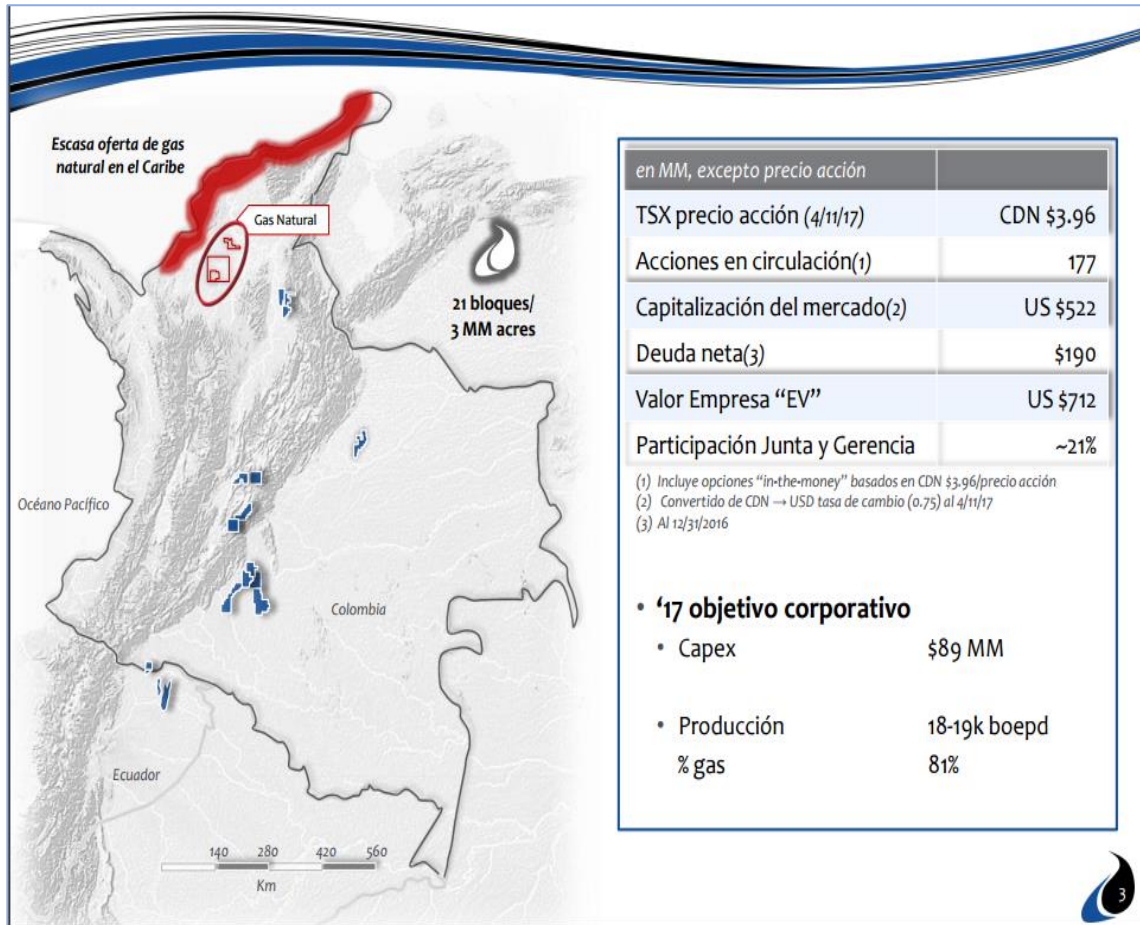 Escasa oferta de gas
natural en el Caribe
Gas Natural
21 bloques/
3 MM acres
Océano Pacífico
Colombia
Ecuador
140 280 420 560
Km
en MM, excepto precio acción
TSX precio acción (4/11/17) CDN $3.96
Acciones en circulación(1) 177
Capitalización del mercado(2) US $522
Deuda neta(3) $190
Valor Empresa “EV” US $712
Participación Junta y Gerencia ~21%
(1) Incluye opciones “in-the-money” basados en CDN $3.96/precio acción
(2) Convertido de CDN → USD tasa de cambio (0.75) al 4/11/17
(3) Al 12/31/2016
• ‘17 objetivo corporativo
• Capex $89 MM
• Producción 18-19k boepd
% gas 81%
3